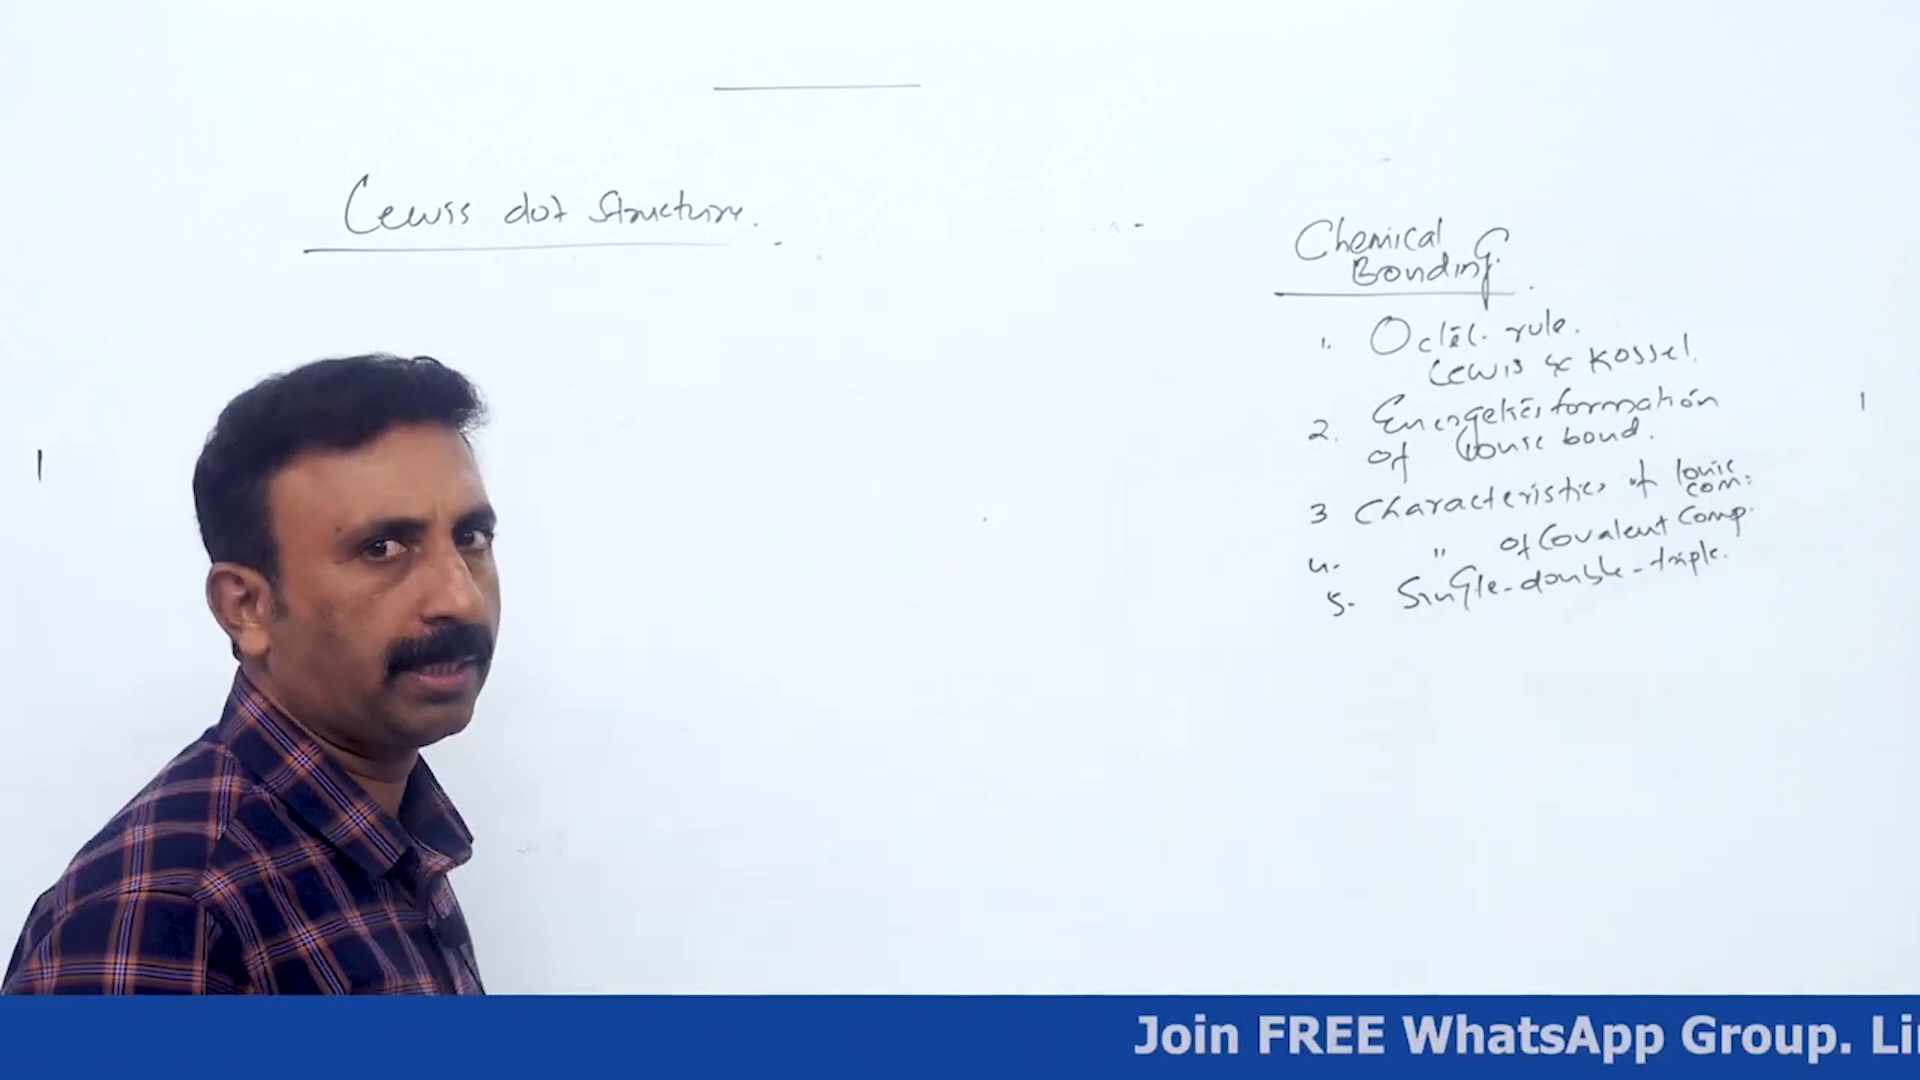 Lewis dot structure.
Chemical
Bonding.
1. Octet. rule.
Lewis & Kossel.
2. Energetics formation
of Ionic bond.
3 Characteristics of Ionic
com:
4. " of Covalent Comp.
5. Single-double-triple.
Join FREE WhatsApp Group. Li